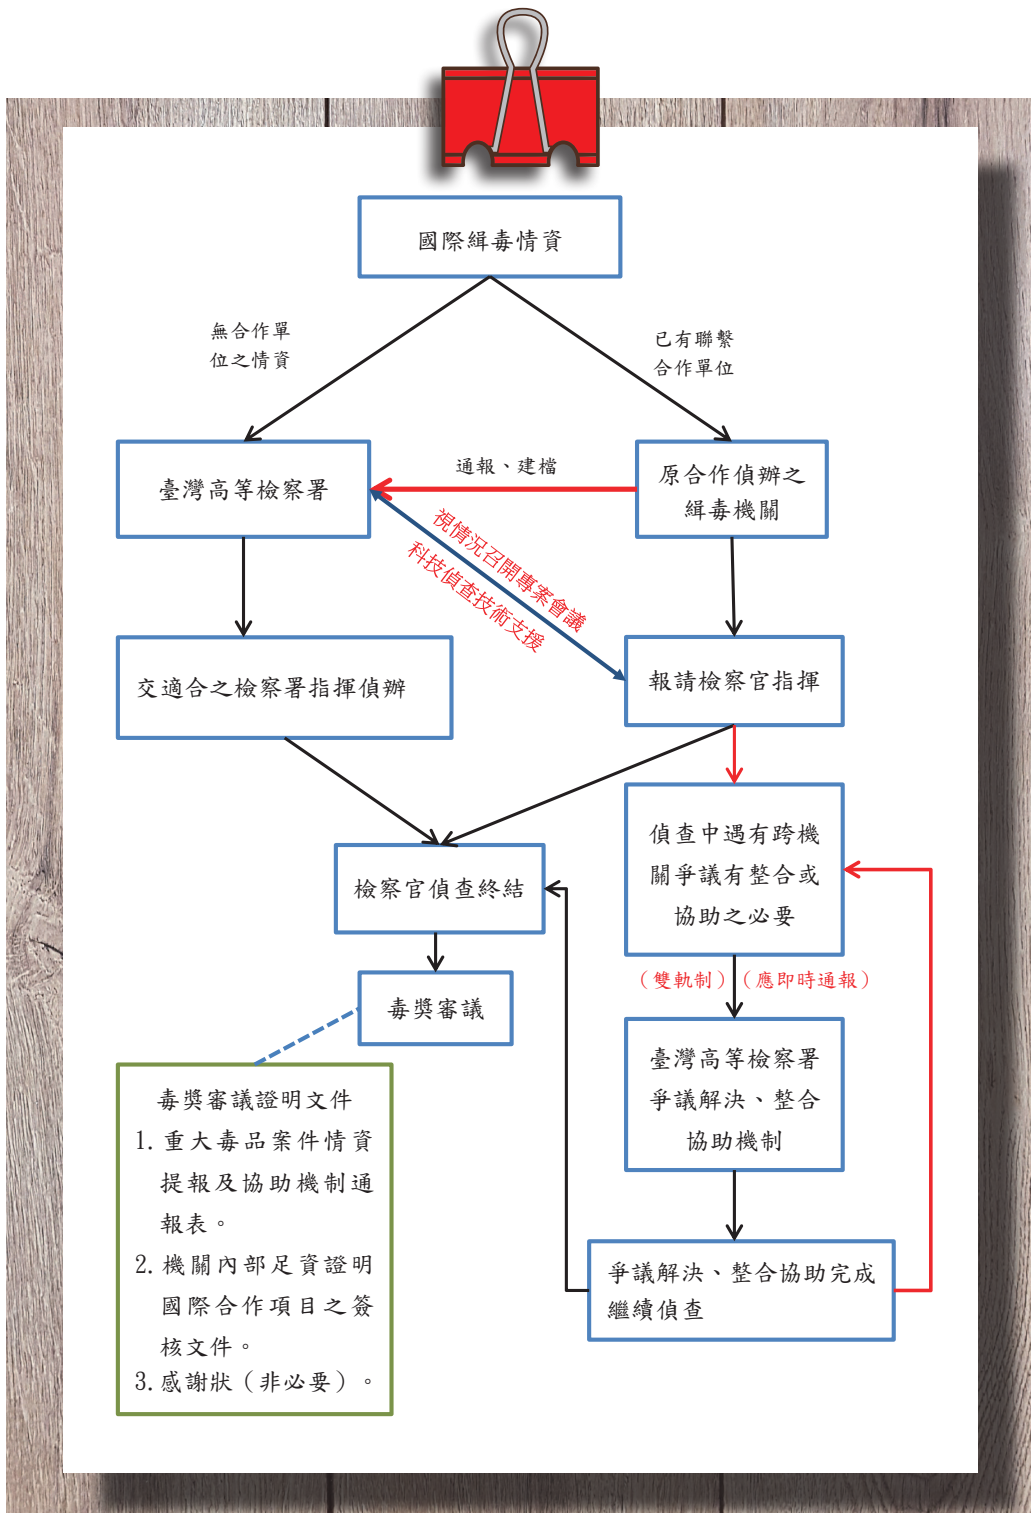 國際緝毒情資
無合作單
位之情資
已有聯繫
合作單位
臺灣高等檢察署
通報、建檔
原合作偵辦之
緝毒機關
視情況召開專案會議
科技偵查技術支援
交適合之檢察署指揮偵辦
報請檢察官指揮
檢察官偵查終結
偵查中遇有跨機
關爭議有整合或
協助之必要
(雙軌制)(應即時通報)
毒獎審議
臺灣高等檢察署
爭議解決、整合
協助機制
毒獎審議證明文件
1.重大毒品案件情資
提報及協助機制通
報表。
2.機關內部足資證明
國際合作項目之簽
核文件。
3.感謝狀(非必要)。
爭議解決、整合協助完成
繼續偵查